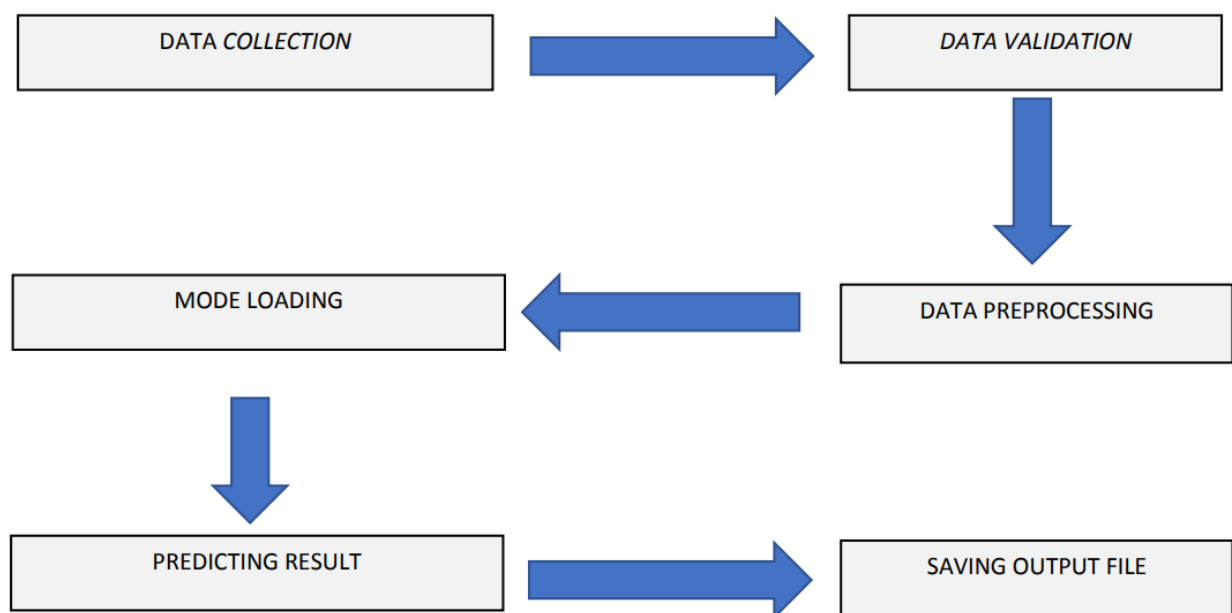 DATA COLLECTION
DATA VALIDATION
MODE LOADING
DATA PREPROCESSING
PREDICTING RESULT
SAVING OUTPUT FILE